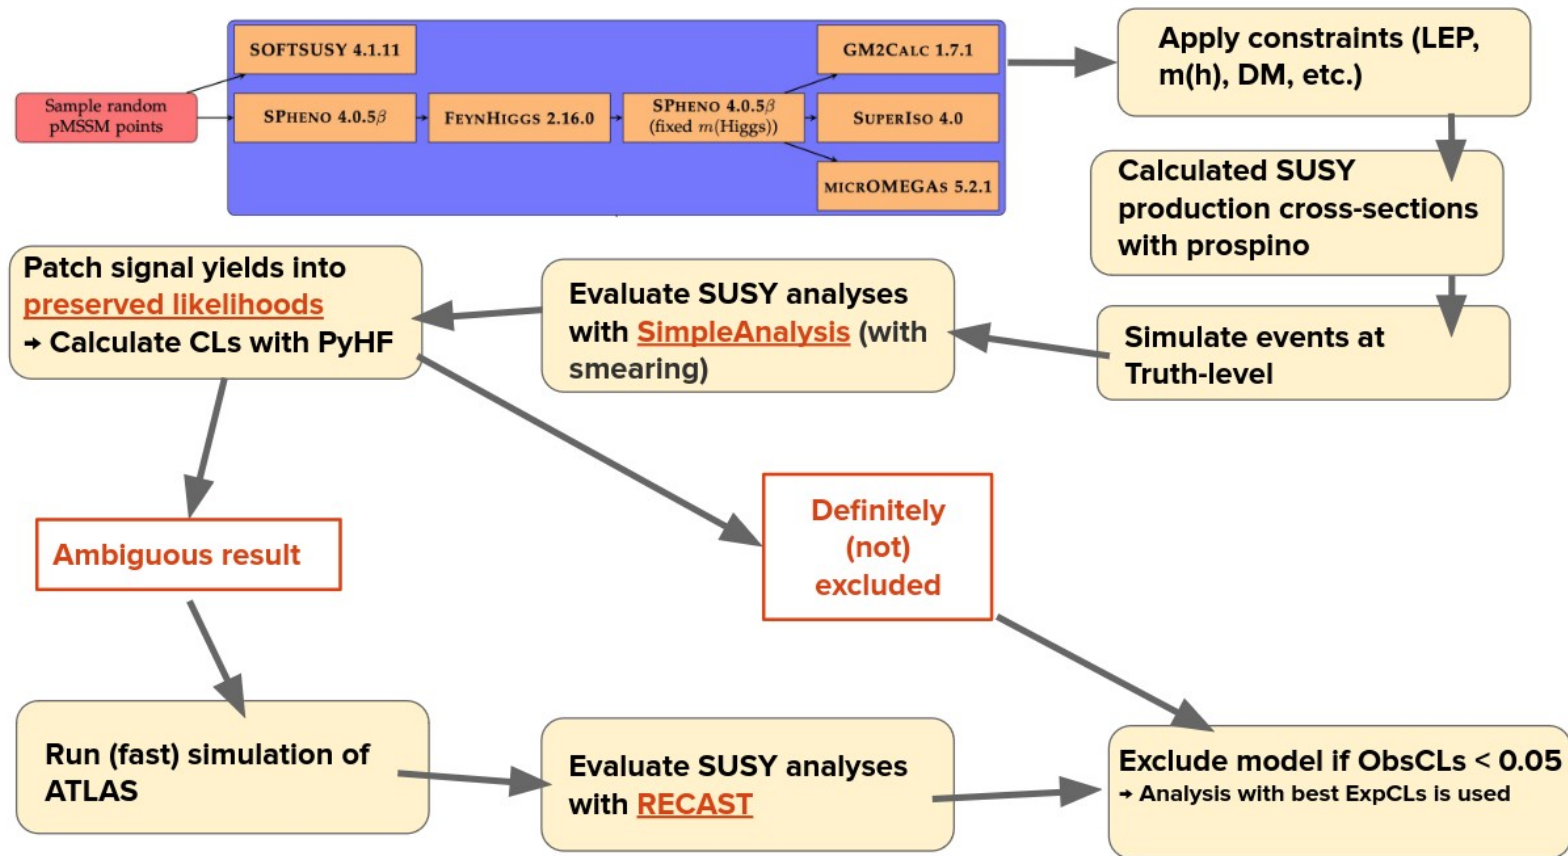 Sample random
pMSSM points
SOFTSUSY 4.1.11
SPHENO 4.0.5β
FEYNHIGGS 2.16.0
SPHENO 4.0.5β
(fixed m(Higgs))
GM2CALC 1.7.1
SUPERISO 4.0
MICROMEGAS 5.2.1
Apply constraints (LEP,
m(h), DM, etc.)
Calculated SUSY
production cross-sections
with prospino
Simulate events at
Truth-level
Evaluate SUSY analyses
with SimpleAnalysis (with
smearing)
Patch signal yields into
preserved likelihoods
→ Calculate CLs with PyHF
Ambiguous result
Definitely
(not)
excluded
Run (fast) simulation of
ATLAS
Evaluate SUSY analyses
with RECAST
Exclude model if ObsCLs < 0.05
→ Analysis with best ExpCLs is used